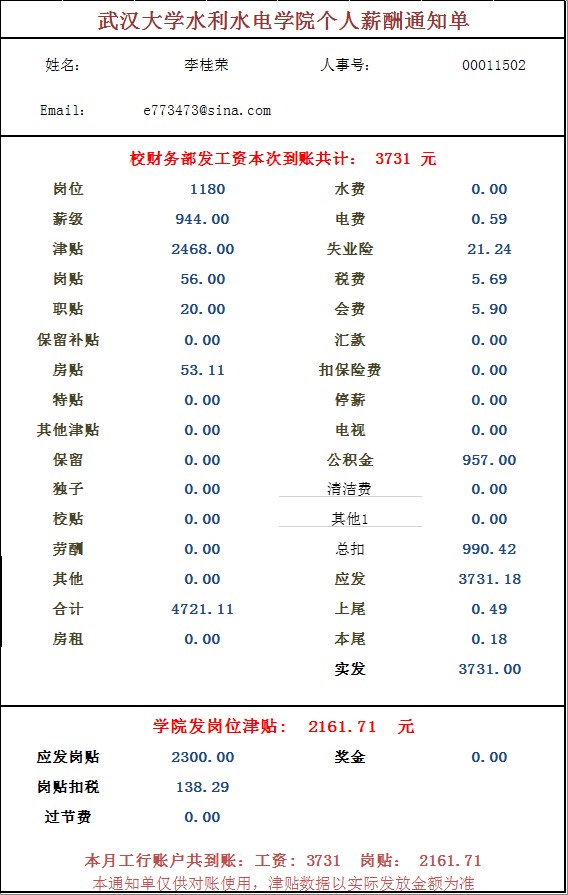 武汉大学水利水电学院个人薪酬通知单
姓名： 李桂荣 人事号： 00011502
Email： e773473@sina.com
校财务部发工资本次到账共计： 3731 元
岗位 1180 水费 0.00
薪级 944.00 电费 0.59
津贴 2468.00 失业险 21.24
岗贴 56.00 税费 5.69
职贴 20.00 会费 5.90
保留补贴 0.00 汇款 0.00
房贴 53.11 扣保险费 0.00
特贴 0.00 停薪 0.00
其他津贴 0.00 电视 0.00
保留 0.00 公积金 957.00
独子 0.00 清洁费 0.00
校贴 0.00 其他1 0.00
劳酬 0.00 总扣 990.42
其他 0.00 应发 3731.18
合计 4721.11 上尾 0.49
房租 0.00 本尾 0.18
实发 3731.00
学院发岗位津贴: 2161.71 元
应发岗贴 2300.00 奖金 0.00
岗贴扣税 138.29
过节费 0.00
本月工行账户共到账：工资: 3731 岗贴： 2161.71
本通知单仅供对账使用，津贴数据以实际发放金额为准